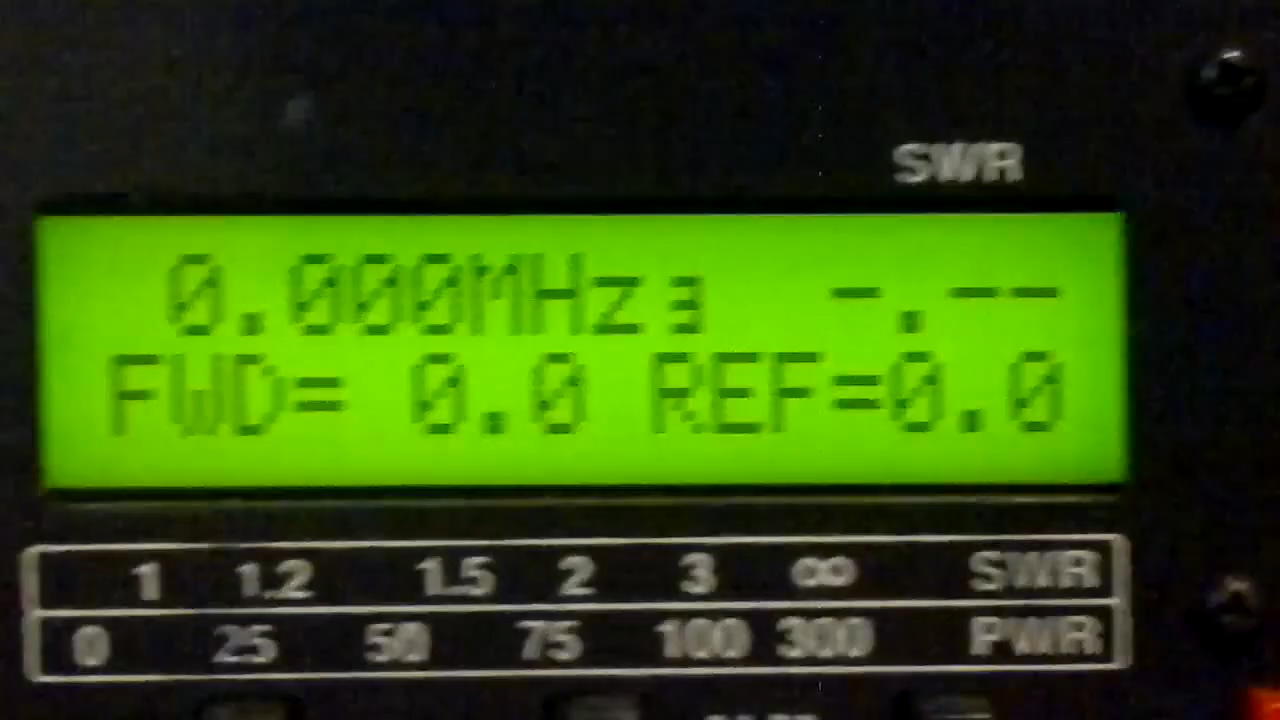 SWR
0.000MHz ᴟ -.--
FWD= 0.0 REF=0.0
1 1.2 1.5 2 3 ∞ SWR
0 25 50 75 100 300 PWR